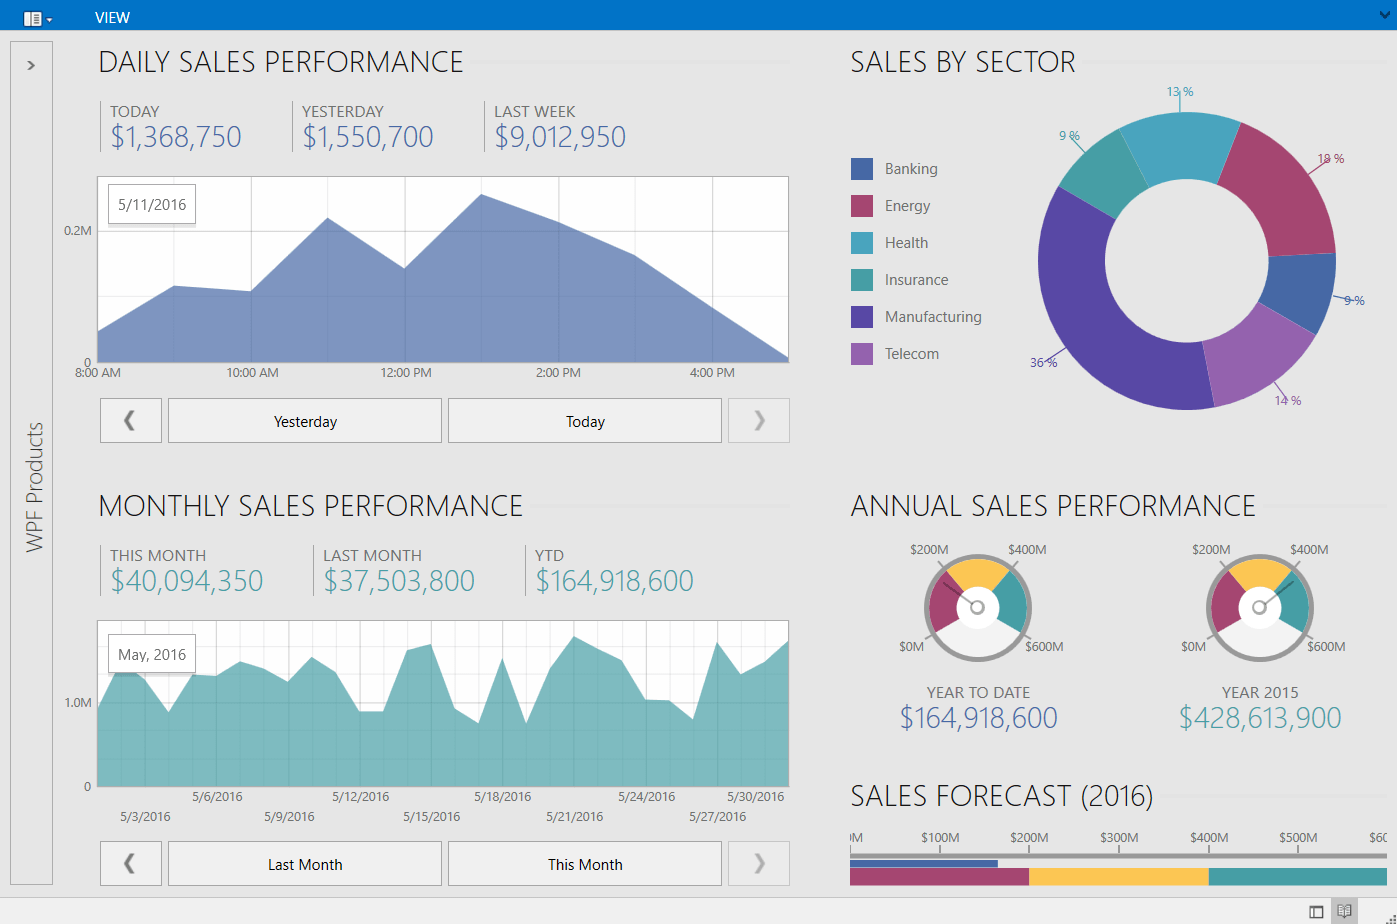 VIEW
WPF Products
DAILY SALES PERFORMANCE
TODAY
$1,368,750
YESTERDAY
$1,550,700
LAST WEEK
$9,012,950
5/11/2016
0.2M
0
8:00 AM
10:00 AM
12:00 PM
2:00 PM
4:00 PM
Yesterday
Today
SALES BY SECTOR
Banking
Energy
Health
Insurance
Manufacturing
Telecom
13 %
9 %
18 %
9 %
36 %
14 %
MONTHLY SALES PERFORMANCE
THIS MONTH
$40,094,350
LAST MONTH
$37,503,800
YTD
$164,918,600
May, 2016
1.0M
0
5/6/2016
5/12/2016
5/18/2016
5/24/2016
5/30/2016
5/3/2016
5/9/2016
5/15/2016
5/21/2016
5/27/2016
Last Month
This Month
ANNUAL SALES PERFORMANCE
$200M
$400M
$0M
$600M
YEAR TO DATE
$164,918,600
$200M
$400M
$0M
$600M
YEAR 2015
$428,613,900
SALES FORECAST (2016)
$100M
$200M
$300M
$400M
$500M